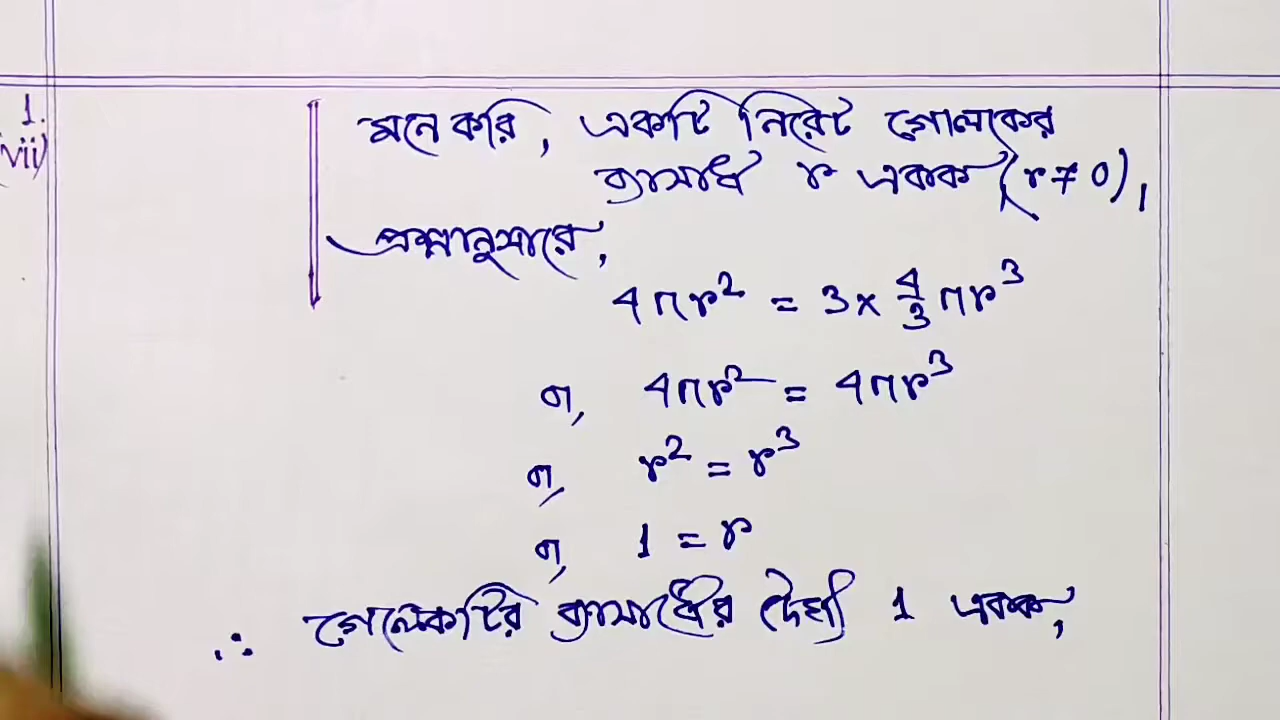 1.
vii)
মনে করি, একটি নিরেট গোলকের
ব্যাসার্ধ r একক (r ≠ 0),
প্রশ্নানুসারে,
4πr² = 3 × 4/3 πr³
বা, 4πr² = 4πr³
বা, r² = r³
বা, 1 = r
∴ গোলকটির ব্যাসার্ধের দৈর্ঘ্য 1 একক,